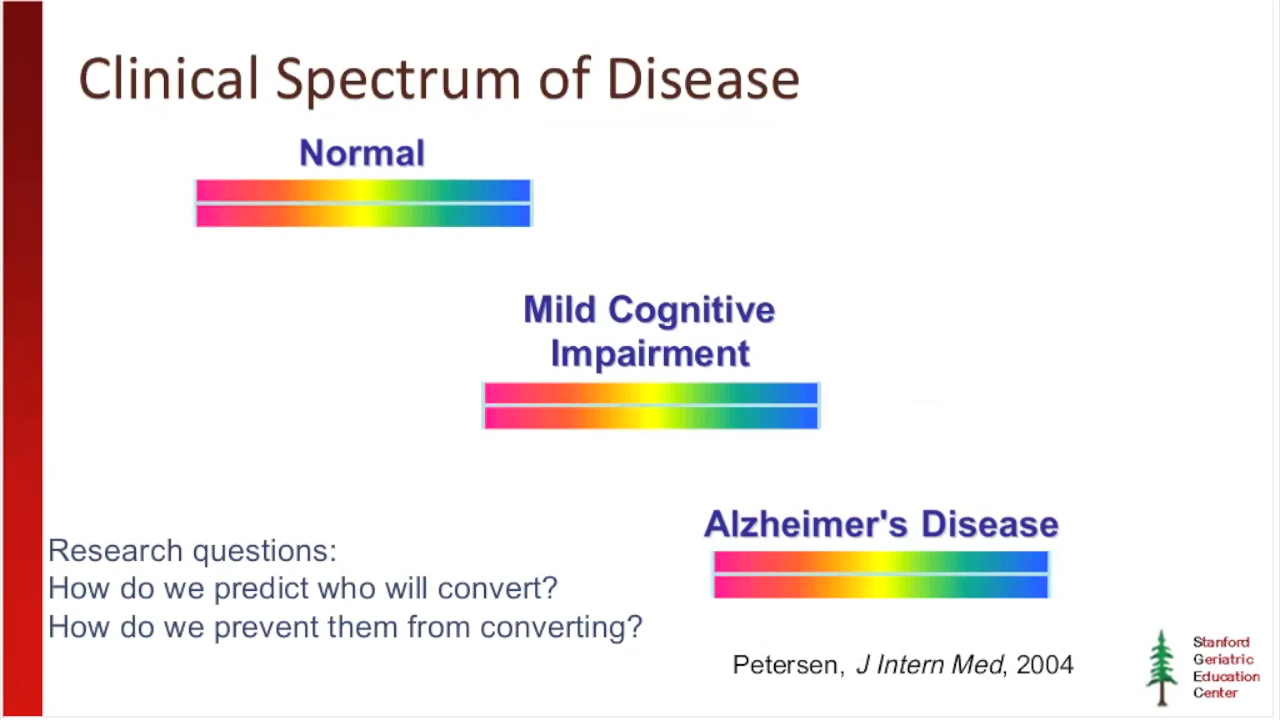 Clinical Spectrum of Disease
Normal
Mild Cognitive
Impairment
Alzheimer's Disease
Research questions:
How do we predict who will convert?
How do we prevent them from converting?
Petersen, J Intern Med, 2004
Stanford
Geriatric
Education
Center